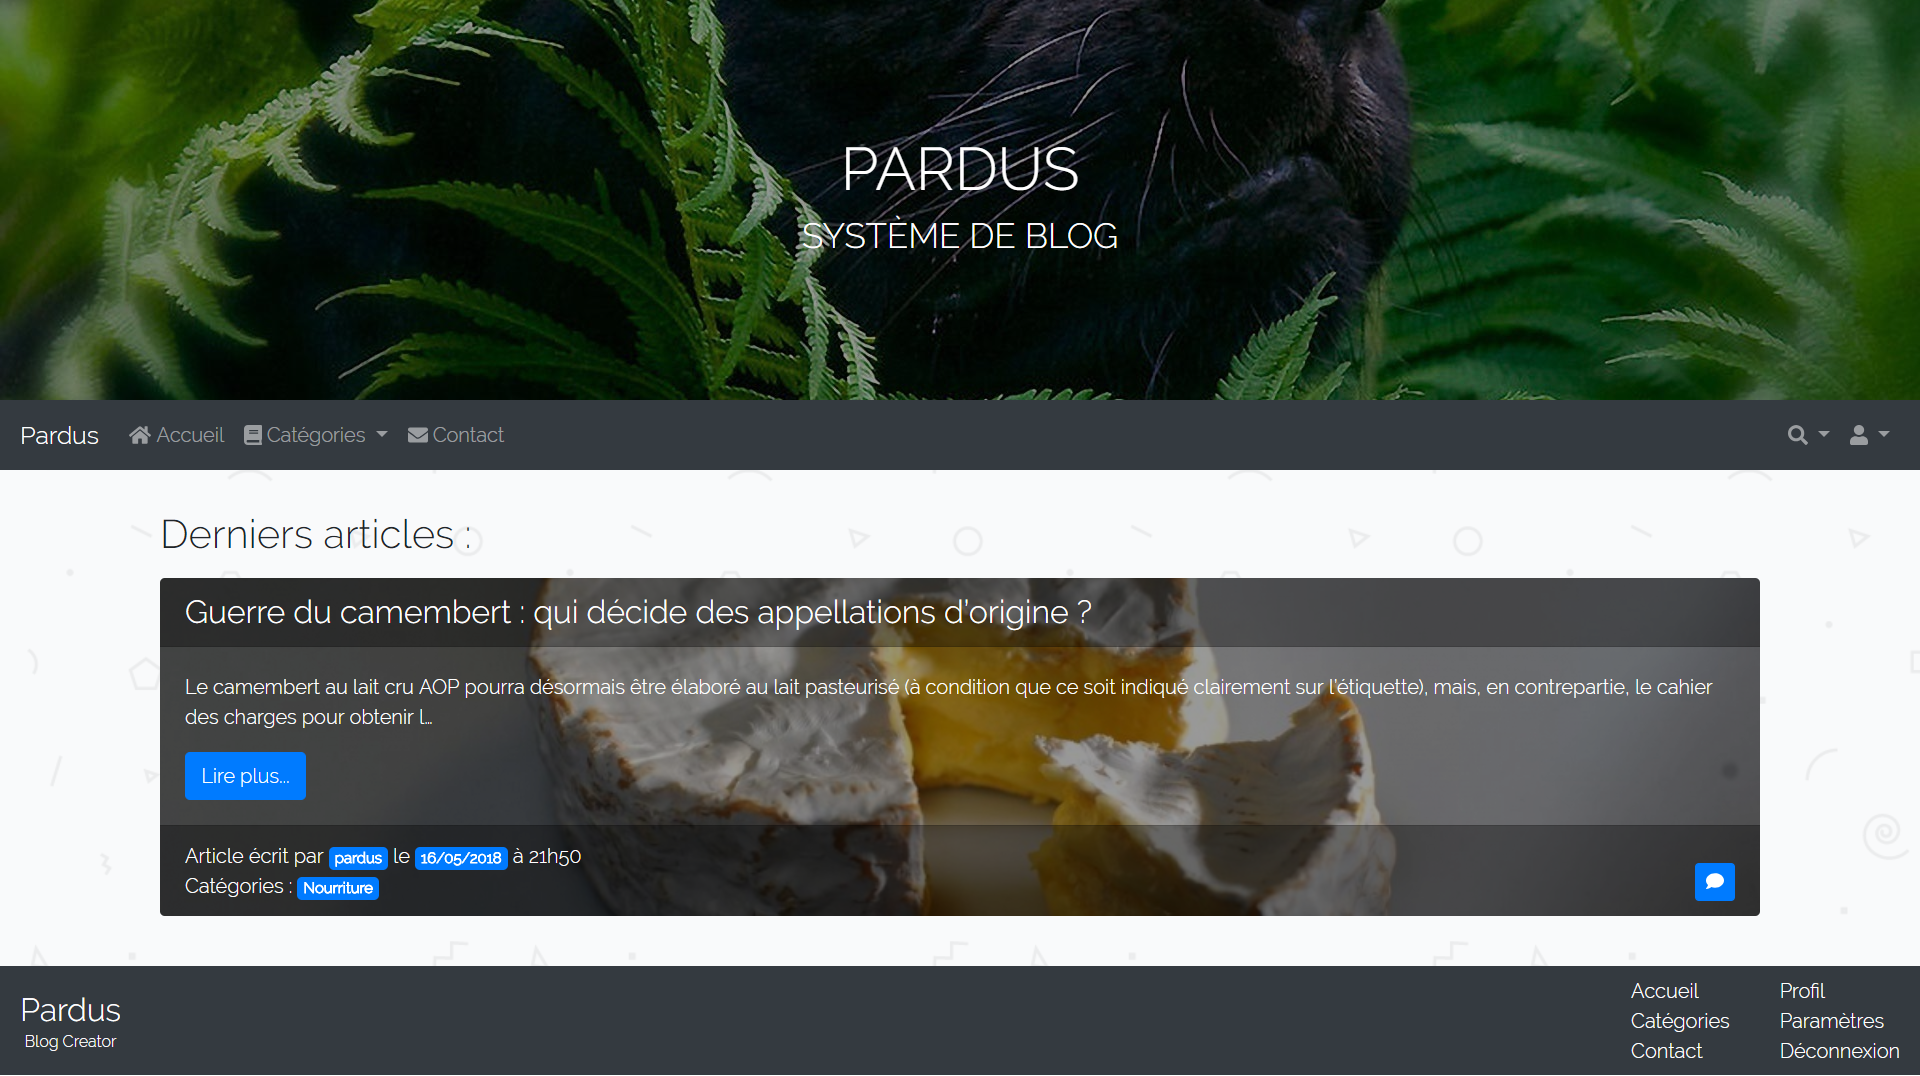 PARDUS
SYSTÈME DE BLOG
Pardus Accueil Catégories Contact
Derniers articles :
Guerre du camembert : qui décide des appellations d'origine ?
Le camembert au lait cru AOP pourra désormais être élaboré au lait pasteurisé (à condition que ce soit indiqué clairement sur l'étiquette), mais, en contrepartie, le cahier
des charges pour obtenir l...
Lire plus...
Article écrit par pardus le 16/05/2018 à 21h50
Catégories : Nourriture
Pardus
Blog Creator
Accueil
Catégories
Contact
Profil
Paramètres
Déconnexion